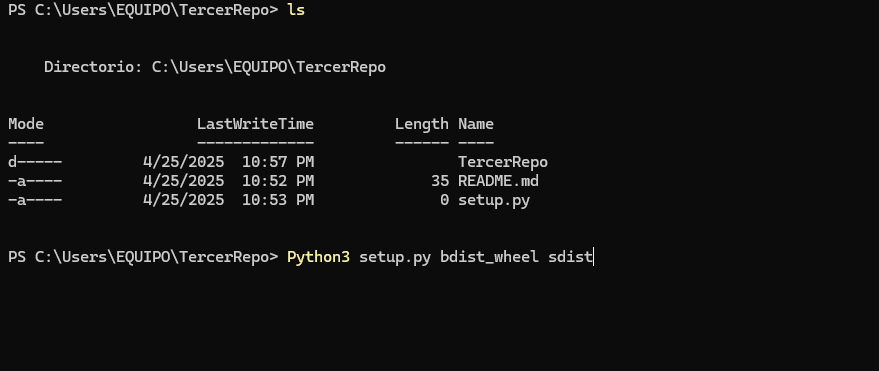 PS C:\Users\EQUIPO\TercerRepo> ls
Directorio: C:\Users\EQUIPO\TercerRepo
Mode LastWriteTime Length Name
---- ------------- ------ ----
d----- 4/25/2025 10:57 PM TercerRepo
-a---- 4/25/2025 10:52 PM 35 README.md
-a---- 4/25/2025 10:53 PM 0 setup.py
PS C:\Users\EQUIPO\TercerRepo> Python3 setup.py bdist_wheel sdist